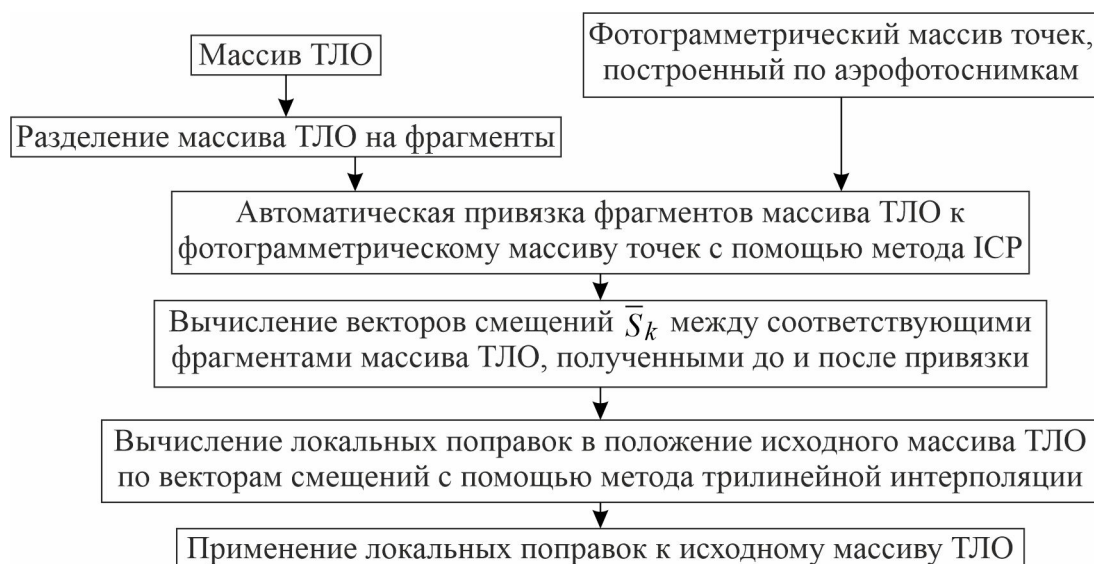 Массив ТЛО
Фотограмметрический массив точек,
построенный по аэрофотоснимкам
Разделение массива ТЛО на фрагменты
Автоматическая привязка фрагментов массива ТЛО к
фотограмметрическому массиву точек с помощью метода ICP
Вычисление векторов смещений S̅k между соответствующими
фрагментами массива ТЛО, полученными до и после привязки
Вычисление локальных поправок в положение исходного массива ТЛО
по векторам смещений с помощью метода трилинейной интерполяции
Применение локальных поправок к исходному массиву ТЛО